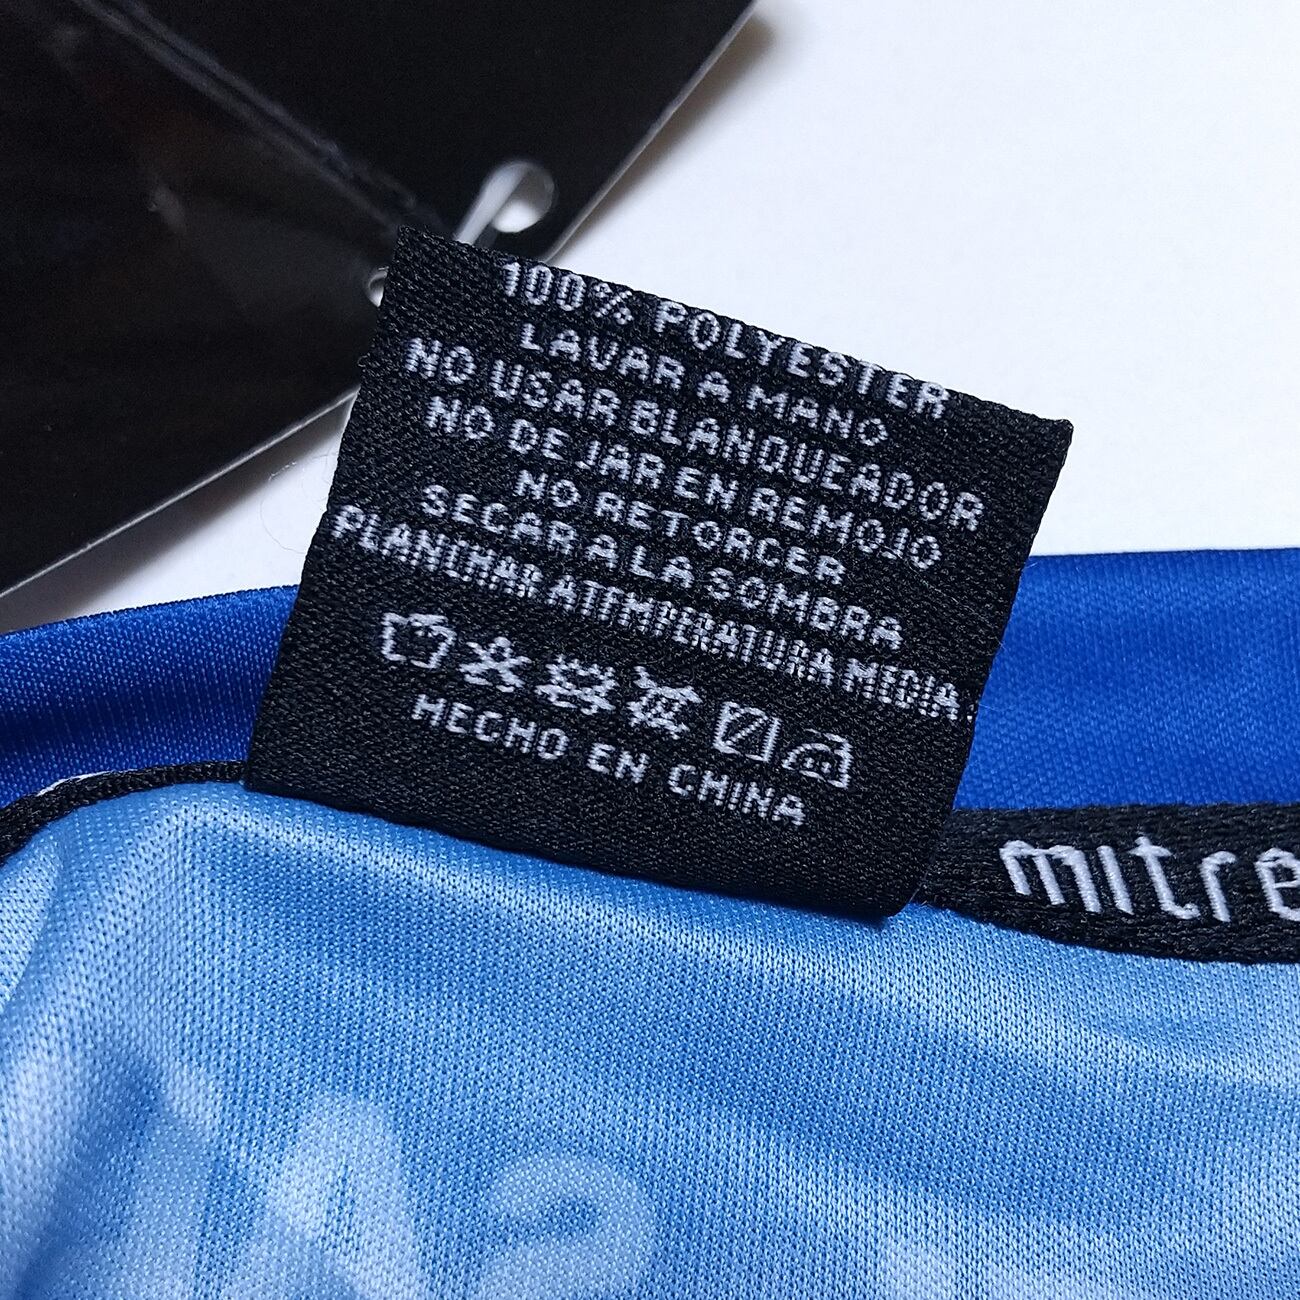 100% POLYESTER
LAVAR A MANO
NO USAR BLANQUEADOR
NO DEJAR EN REMOJO
NO RETORCER
SECAR A LA SOMBRA
PLANCHAR A TEMPERATURA MEDIA.
HECHO EN CHINA
mitre